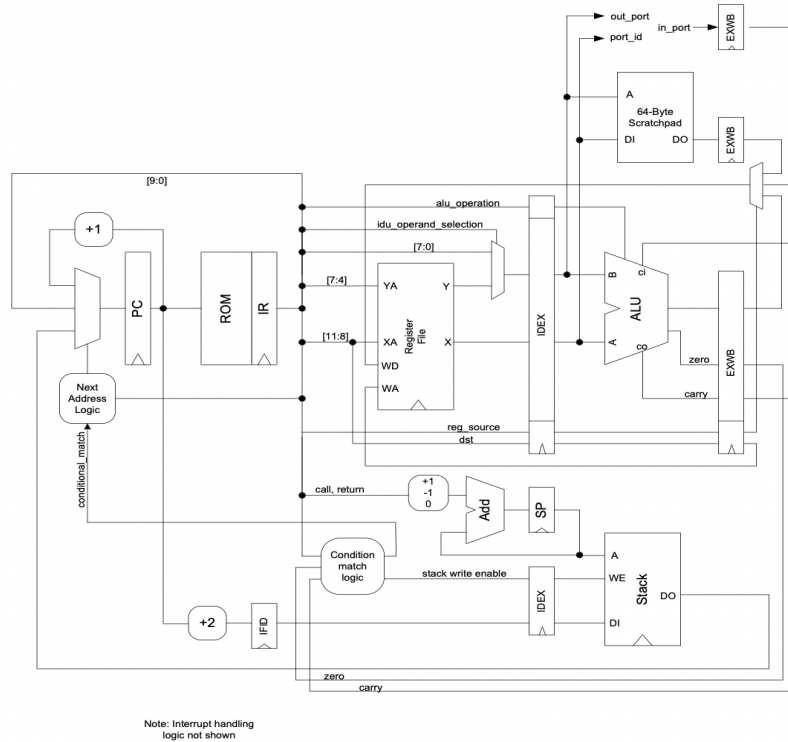 out_port
port_id
in_port
EXWB
A
64-Byte
Scratchpad
DI
DO
EXWB
[9:0]
alu_operation
idu_operand_selection
[7:0]
+1
PC
ROM
IR
[7:4]
YA
Y
Register
File
[11:8]
XA
X
WD
WA
IDEX
B
ci
ALU
A
co
zero
carry
EXWB
Next
Address
Logic
reg_source
dst
conditional_match
call, return
+1
-1
0
Add
SP
Condition
match
logic
stack write enable
IDEX
A
WE
DI
DO
Stack
+2
IFID
zero
carry
Note: Interrupt handling
logic not shown